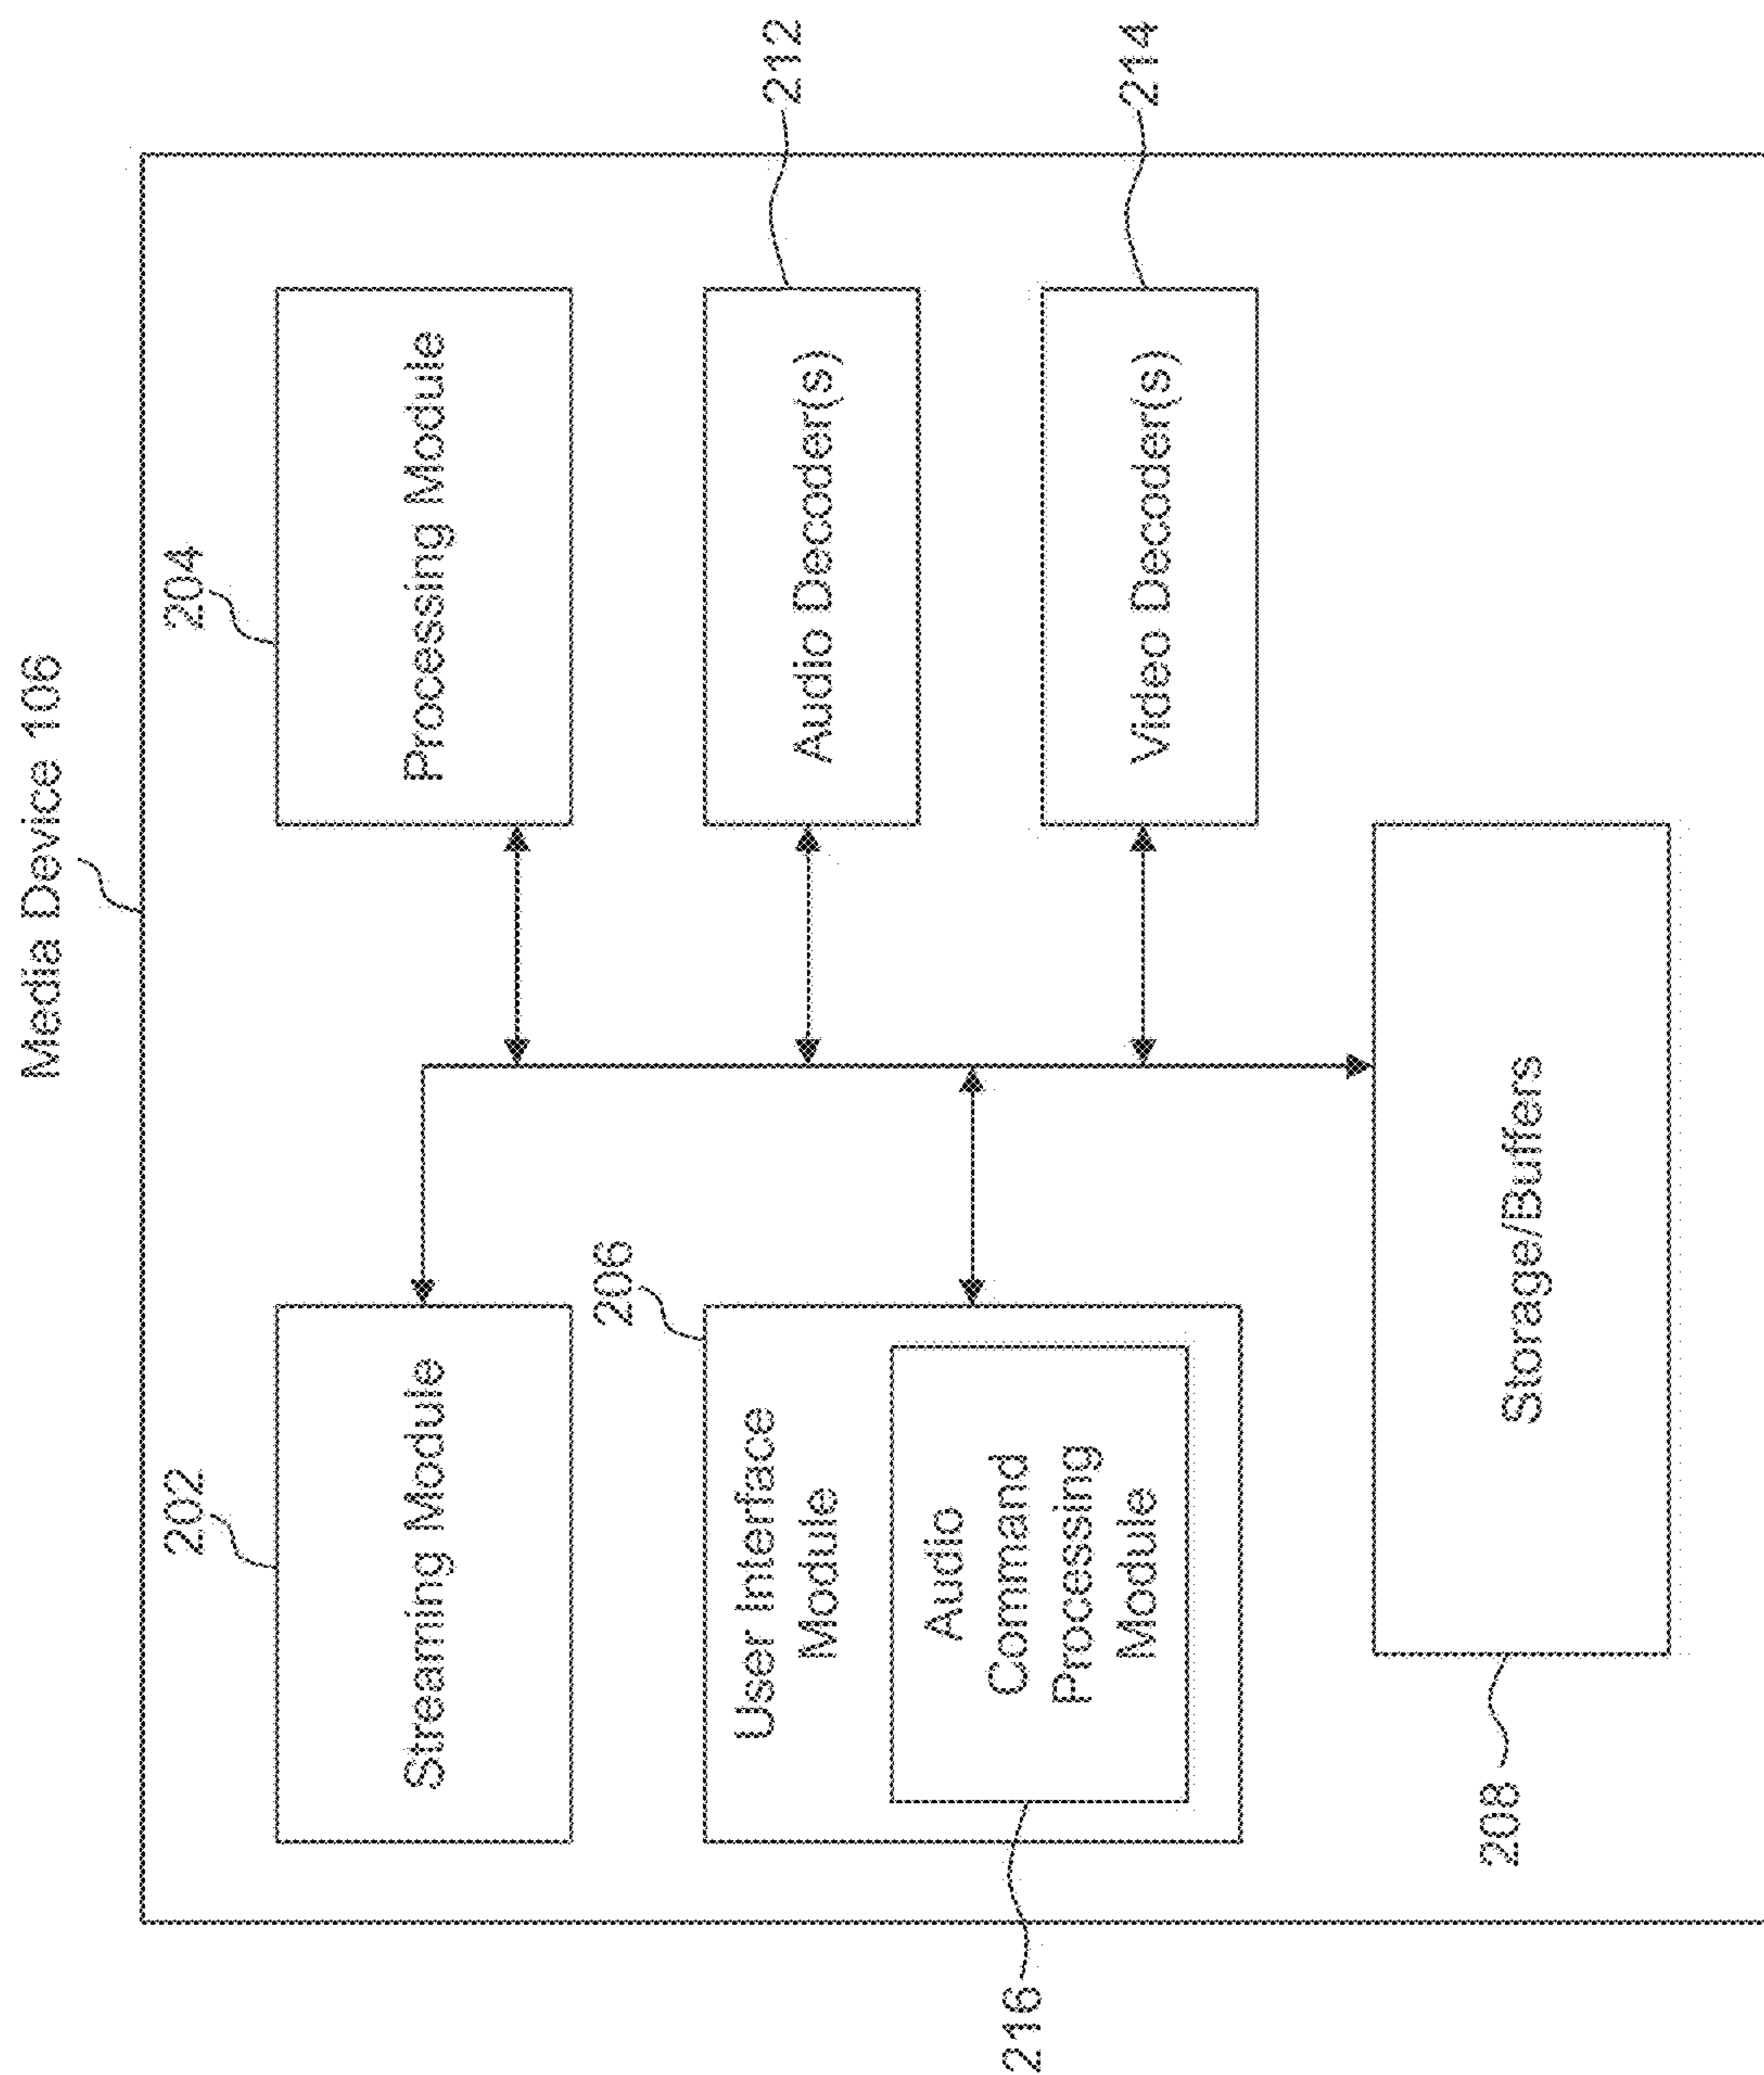 Media Device 106
202
204
Streaming Module
Processing Module
206
212
User Interface
Module
Audio Decoder(s)
216
Audio
Command
Processing
Module
214
Video Decoder(s)
208
Storage/Buffers